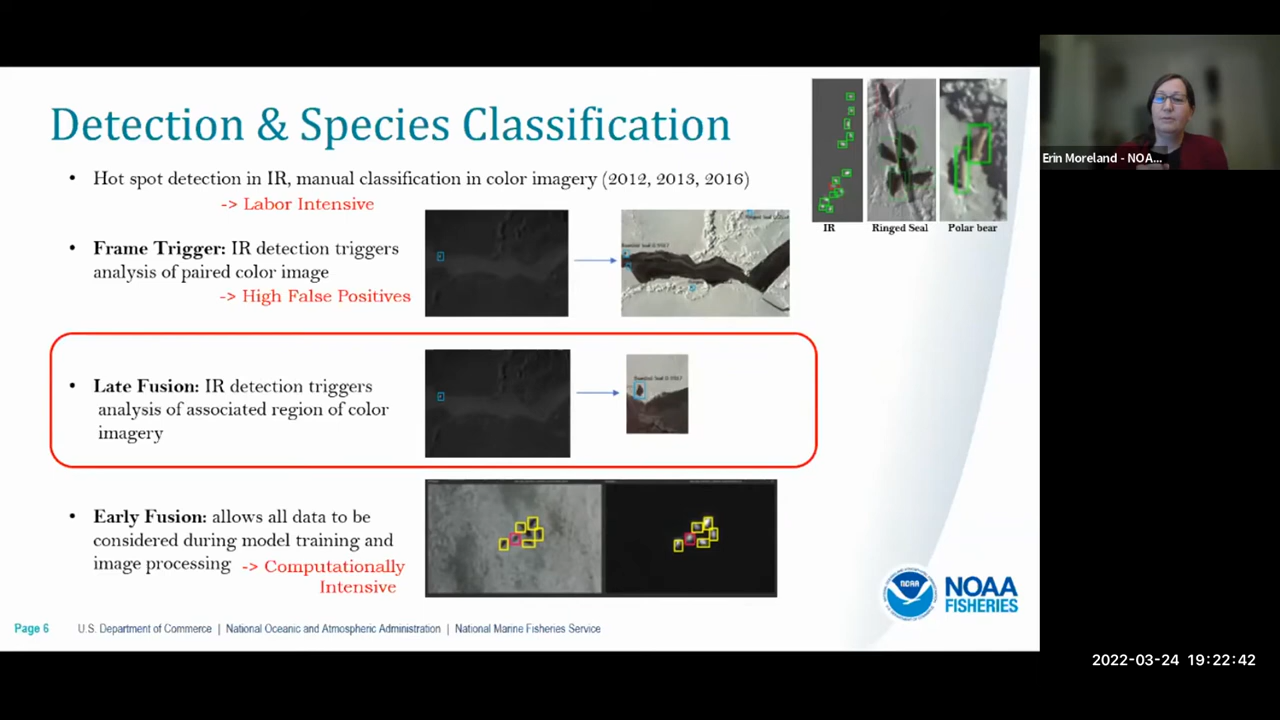 Detection & Species Classification
• Hot spot detection in IR, manual classification in color imagery (2012, 2013, 2016)
-> Labor Intensive
• Frame Trigger: IR detection triggers
analysis of paired color image
-> High False Positives
• Late Fusion: IR detection triggers
analysis of associated region of color
imagery
• Early Fusion: allows all data to be
considered during model training and
image processing -> Computationally
Intensive
IR
Ringed Seal
Polar bear
Erin Moreland - NOA...
NOAA
NOAA
FISHERIES
Page 6
U.S. Department of Commerce | National Oceanic and Atmospheric Administration | National Marine Fisheries Service
2022-03-24 19:22:42